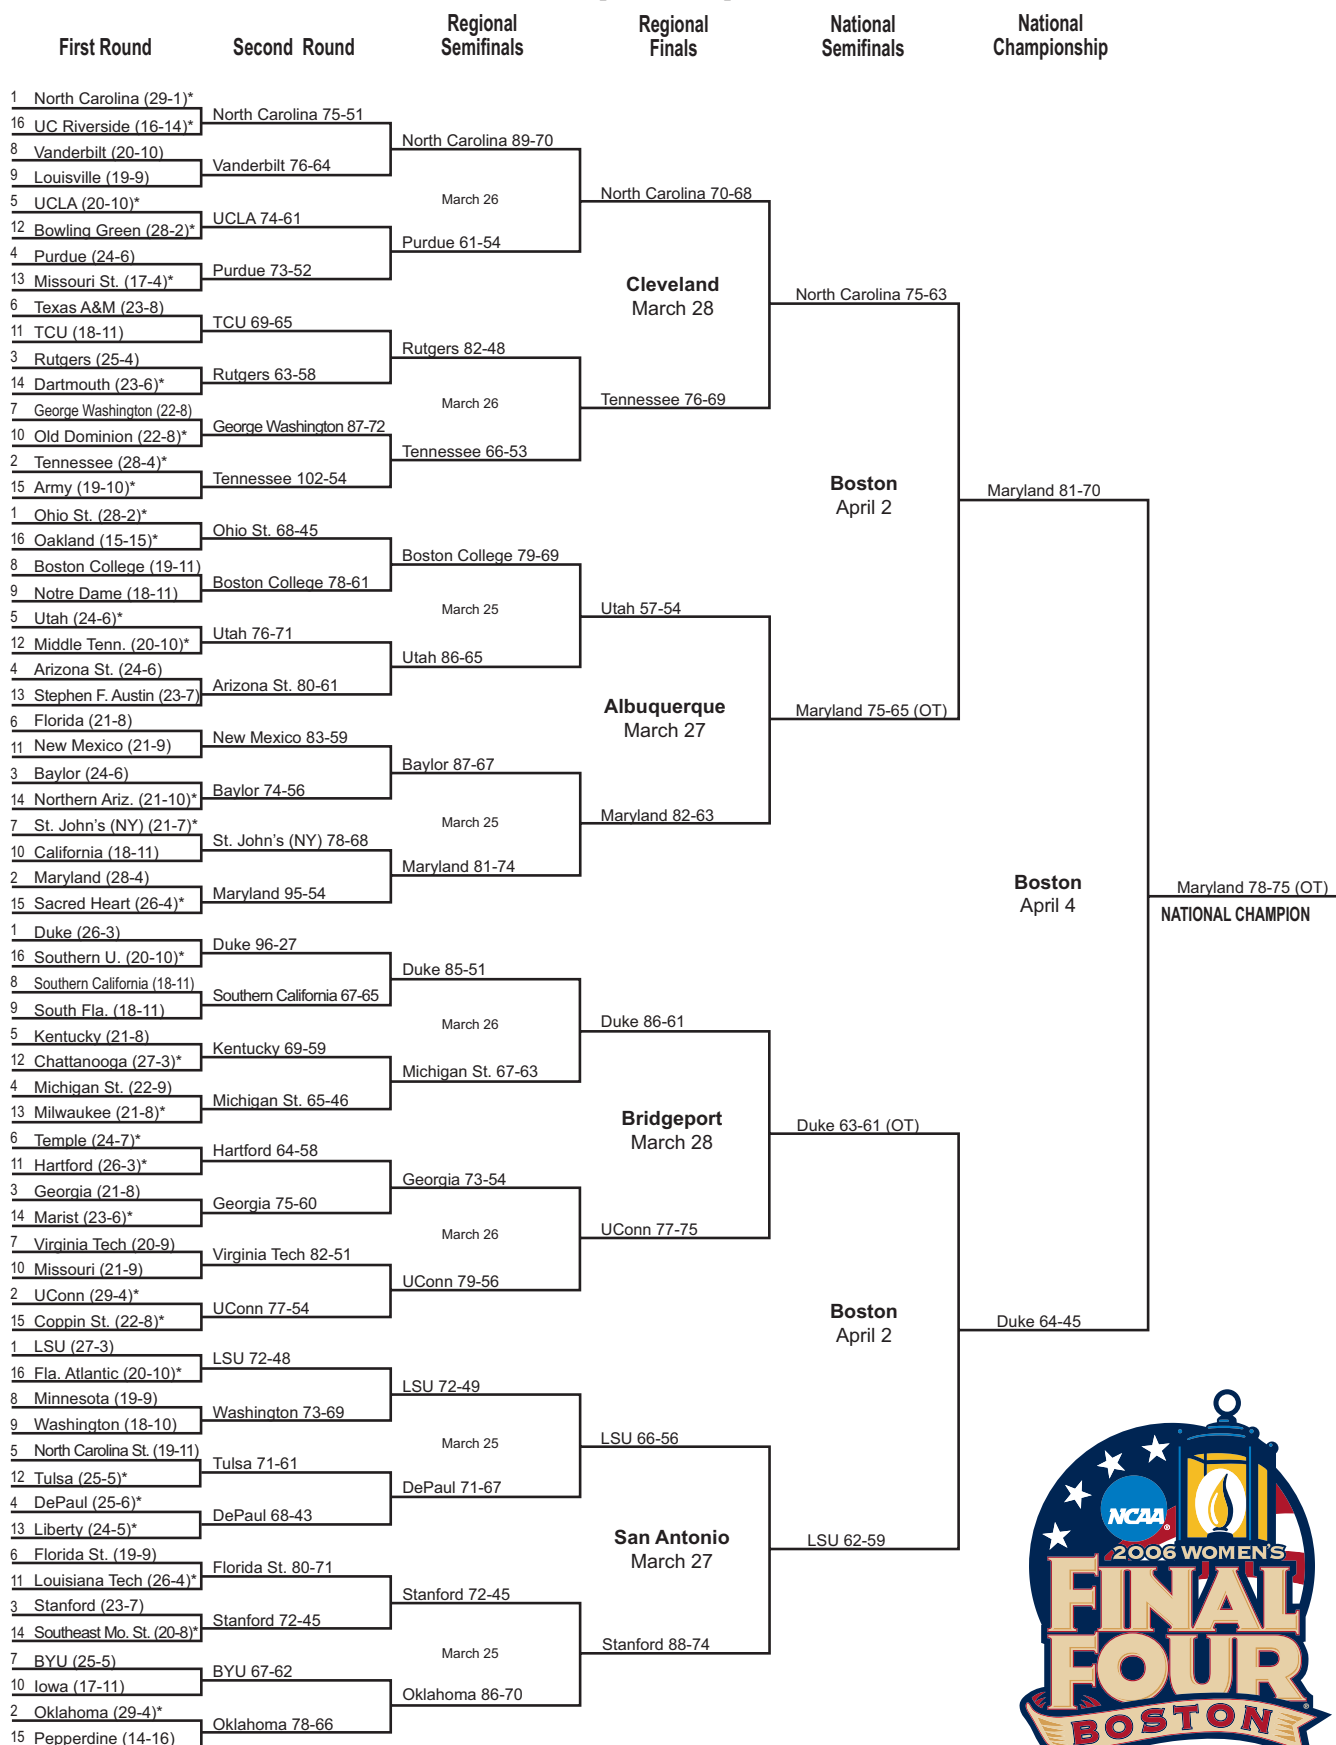 Regional Regional National National
First Round Second Round Semifinals Finals Semifinals Championship
1 North Carolina (29-1)*
16 UC Riverside (16-14)*
8 Vanderbilt (20-10)
9 Louisville (19-9)
5 UCLA (20-10)*
12 Bowling Green (28-2)*
4 Purdue (24-6)
13 Missouri St. (17-4)*
6 Texas A&M (23-8)
11 TCU (18-11)
3 Rutgers (25-4)
14 Dartmouth (23-6)*
7 George Washington (22-8)
10 Old Dominion (22-8)*
2 Tennessee (28-4)*
15 Army (19-10)*
1 Ohio St. (28-2)*
16 Oakland (15-15)*
8 Boston College (19-11)
9 Notre Dame (18-11)
5 Utah (24-6)*
12 Middle Tenn. (20-10)*
4 Arizona St. (24-6)
13 Stephen F. Austin (23-7)
6 Florida (21-8)
11 New Mexico (21-9)
3 Baylor (24-6)
14 Northern Ariz. (21-10)*
7 St. John's (NY) (21-7)*
10 California (18-11)
2 Maryland (28-4)
15 Sacred Heart (26-4)*
1 Duke (26-3)
16 Southern U. (20-10)*
8 Southern California (18-11)
9 South Fla. (18-11)
5 Kentucky (21-8)
12 Chattanooga (27-3)*
4 Michigan St. (22-9)
13 Milwaukee (21-8)*
6 Temple (24-7)*
11 Hartford (26-3)*
3 Georgia (21-8)
14 Marist (23-6)*
7 Virginia Tech (20-9)
10 Missouri (21-9)
2 UConn (29-4)*
15 Coppin St. (22-8)*
1 LSU (27-3)
16 Fla. Atlantic (20-10)*
8 Minnesota (19-9)
9 Washington (18-10)
5 North Carolina St. (19-11)
12 Tulsa (25-5)*
4 DePaul (25-6)*
13 Liberty (24-5)*
6 Florida St. (19-9)
11 Louisiana Tech (26-4)*
3 Stanford (23-7)
14 Southeast Mo. St. (20-8)*
7 BYU (25-5)
10 Iowa (17-11)
2 Oklahoma (29-4)*
15 Pepperdine (14-16)
North Carolina 75-51
Vanderbilt 76-64
UCLA 74-61
Purdue 73-52
TCU 69-65
Rutgers 63-58
George Washington 87-72
Tennessee 102-54
Ohio St. 68-45
Boston College 78-61
Utah 76-71
Arizona St. 80-61
New Mexico 83-59
Baylor 74-56
St. John's (NY) 78-68
Maryland 95-54
Duke 96-27
Southern California 67-65
Kentucky 69-59
Michigan St. 65-46
Hartford 64-58
Georgia 75-60
Virginia Tech 82-51
UConn 77-54
LSU 72-48
Washington 73-69
Tulsa 71-61
DePaul 68-43
Florida St. 80-71
Stanford 72-45
BYU 67-62
Oklahoma 78-66
North Carolina 89-70
March 26
Purdue 61-54
Rutgers 82-48
March 26
Tennessee 66-53
Boston College 79-69
March 25
Utah 86-65
Baylor 87-67
March 25
Maryland 81-74
Duke 85-51
March 26
Michigan St. 67-63
Georgia 73-54
March 26
UConn 79-56
LSU 72-49
March 25
DePaul 71-67
Stanford 72-45
March 25
Oklahoma 86-70
North Carolina 70-68
Cleveland
March 28
Tennessee 76-69
Utah 57-54
Albuquerque
March 27
Maryland 82-63
Duke 86-61
Bridgeport
March 28
UConn 77-75
LSU 66-56
San Antonio
March 27
Stanford 88-74
North Carolina 75-63
Boston
April 2
Maryland 75-65 (OT)
Duke 63-61 (OT)
Boston
April 2
LSU 62-59
Maryland 81-70
Boston
April 4
Duke 64-45
Maryland 78-75 (OT)
NATIONAL CHAMPION
NCAA®
2006 WOMEN'S
FINAL
FOUR
BOSTON